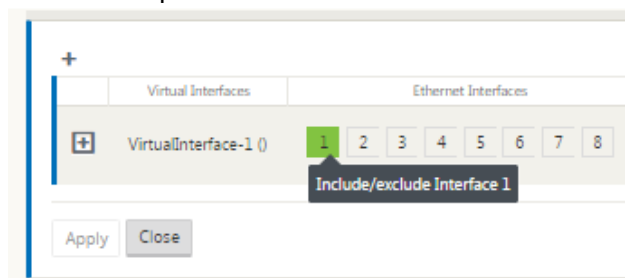 +
Virtual Interfaces Ethernet Interfaces
+ VirtualInterface-1 () 1 2 3 4 5 6 7 8
Include/exclude Interface 1
Apply Close